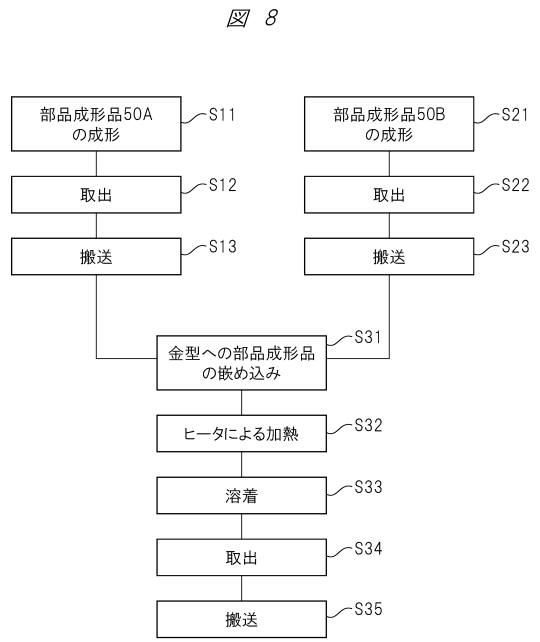 図 8
部品成形品50A
の成形
S11
取出
S12
搬送
S13
部品成形品50B
の成形
S21
取出
S22
搬送
S23
金型への部品成形品
の嵌め込み
S31
ヒータによる加熱
S32
溶着
S33
取出
S34
搬送
S35